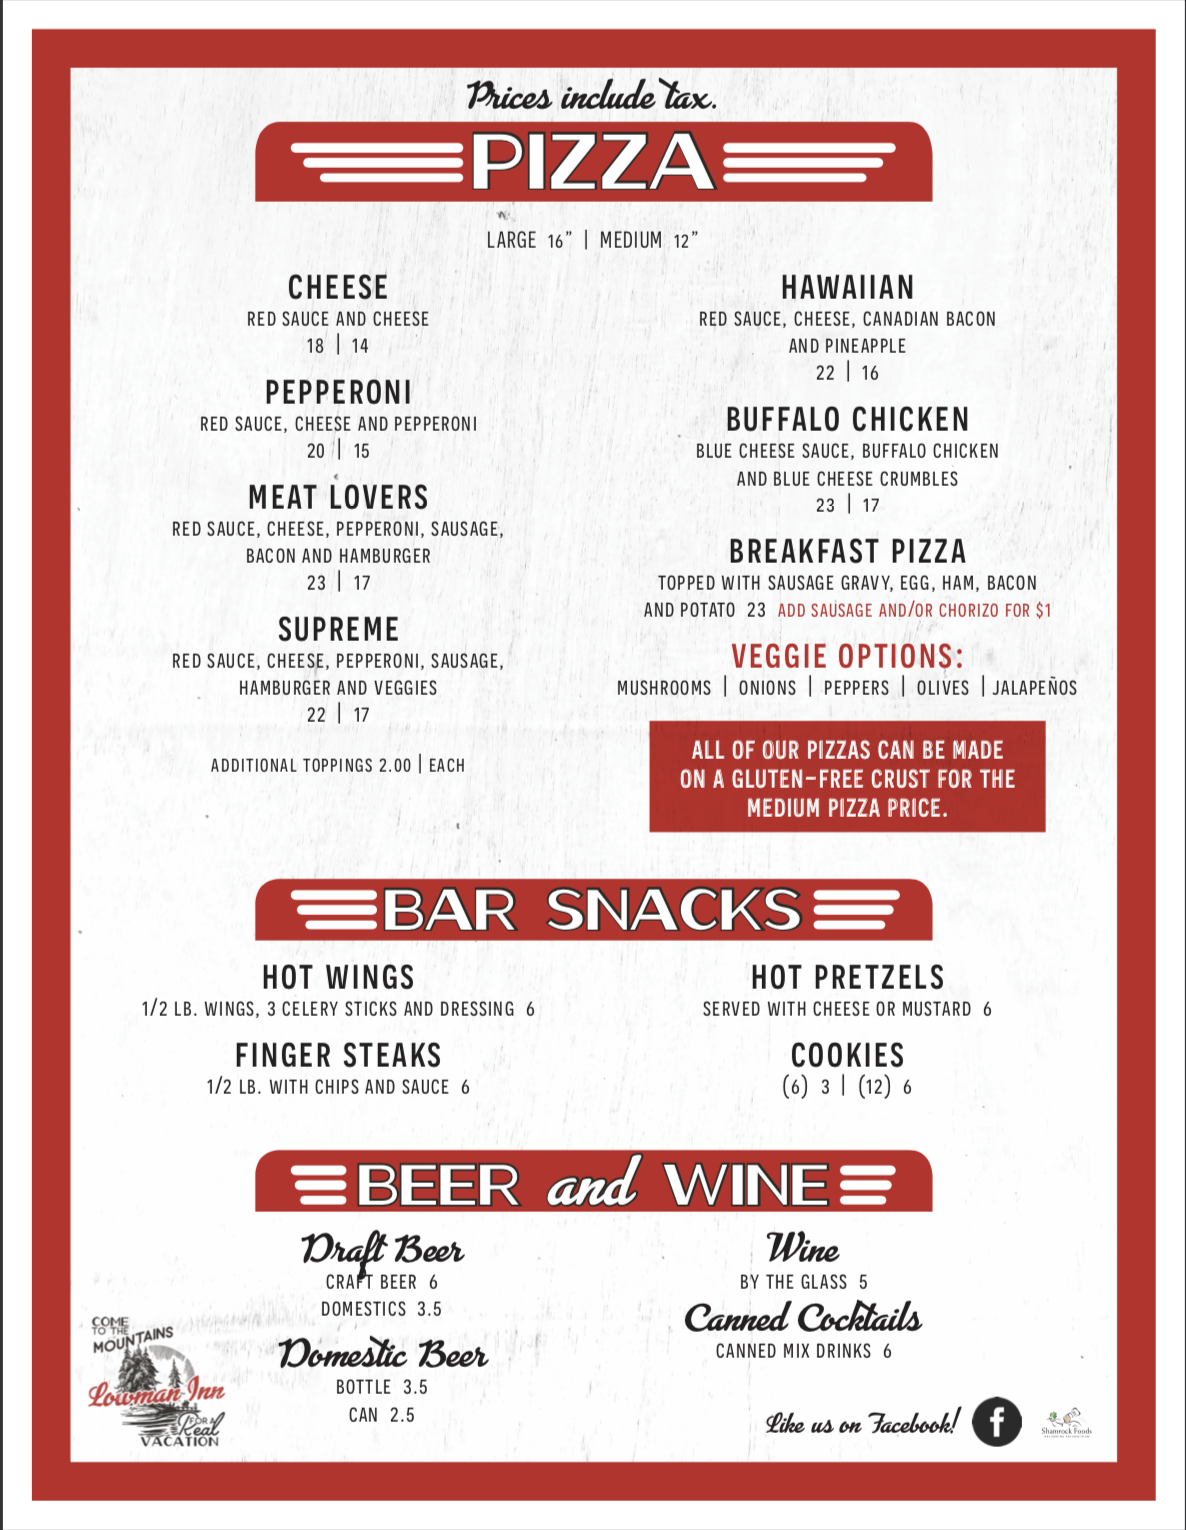 Prices include tax.
PIZZA
LARGE 16” | MEDIUM 12”
CHEESE
RED SAUCE AND CHEESE
18 | 14
PEPPERONI
RED SAUCE, CHEESE AND PEPPERONI
20 | 15
MEAT LOVERS
RED SAUCE, CHEESE, PEPPERONI, SAUSAGE,
BACON AND HAMBURGER
23 | 17
SUPREME
RED SAUCE, CHEESE, PEPPERONI, SAUSAGE,
HAMBURGER AND VEGGIES
22 | 17
ADDITIONAL TOPPINGS 2.00 | EACH
HAWAIIAN
RED SAUCE, CHEESE, CANADIAN BACON
AND PINEAPPLE
22 | 16
BUFFALO CHICKEN
BLUE CHEESE SAUCE, BUFFALO CHICKEN
AND BLUE CHEESE CRUMBLES
23 | 17
BREAKFAST PIZZA
TOPPED WITH SAUSAGE GRAVY, EGG, HAM, BACON
AND POTATO 23 ADD SAUSAGE AND/OR CHORIZO FOR $1
VEGGIE OPTIONS:
MUSHROOMS | ONIONS | PEPPERS | OLIVES | JALAPEÑOS
ALL OF OUR PIZZAS CAN BE MADE
ON A GLUTEN-FREE CRUST FOR THE
MEDIUM PIZZA PRICE.
BAR SNACKS
HOT WINGS
1/2 LB. WINGS, 3 CELERY STICKS AND DRESSING 6
FINGER STEAKS
1/2 LB. WITH CHIPS AND SAUCE 6
HOT PRETZELS
SERVED WITH CHEESE OR MUSTARD 6
COOKIES
(6) 3 | (12) 6
BEER and WINE
Draft Beer
CRAFT BEER 6
DOMESTICS 3.5
Domestic Beer
BOTTLE 3.5
CAN 2.5
Wine
BY THE GLASS 5
Canned Cocktails
CANNED MIX DRINKS 6
COME
TO THE
MOUNTAINS
Lowman Inn
FOR A
Real
VACATION
Like us on Facebook!
f
Shamrock Foods